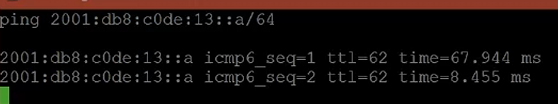 ping 2001:db8:c0de:13::a/64
2001:db8:c0de:13::a icmp6_seq=1 ttl=62 time=67.944 ms
2001:db8:c0de:13::a icmp6_seq=2 ttl=62 time=8.455 ms